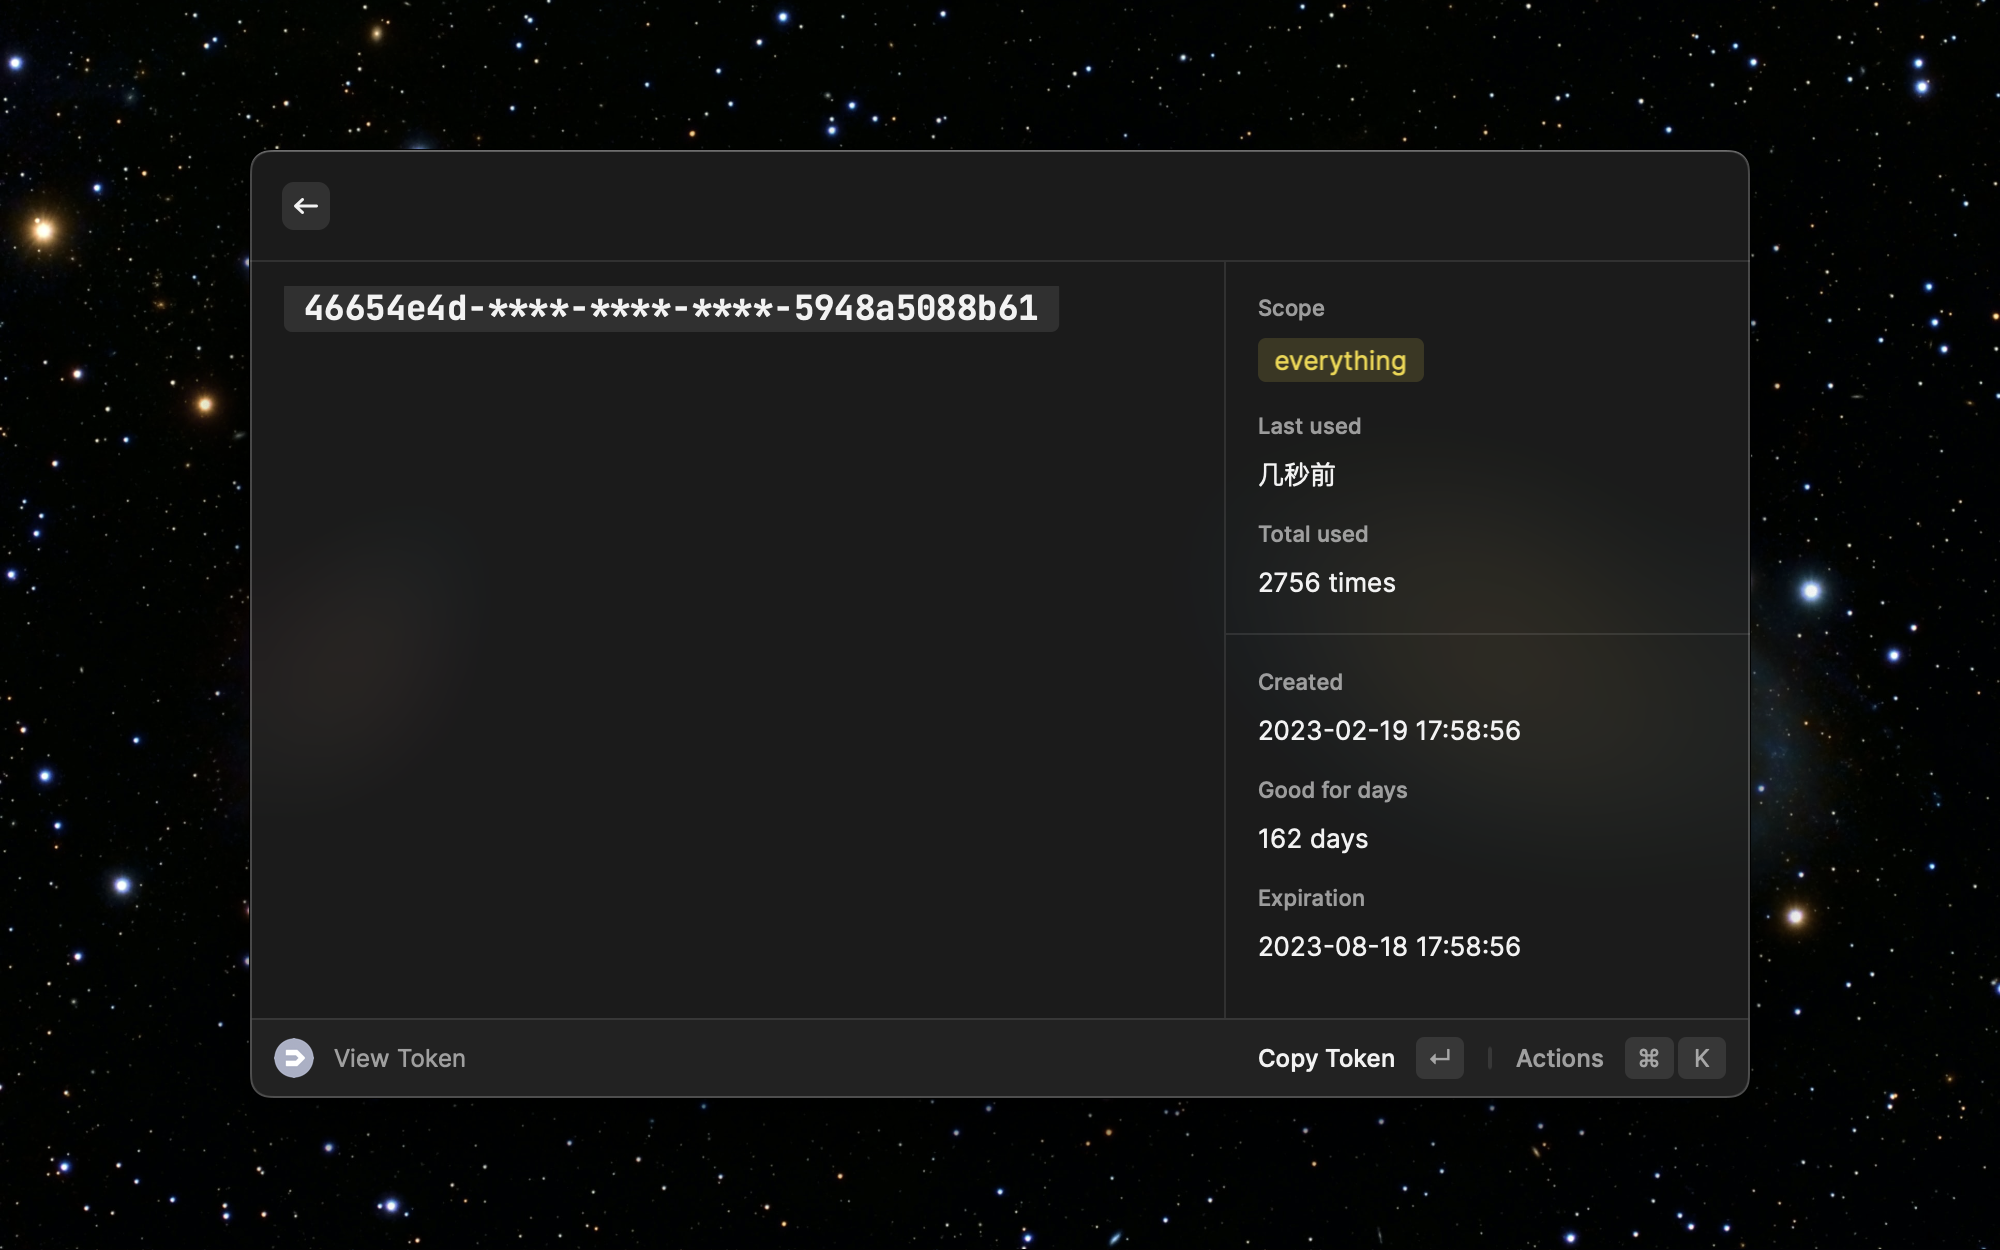 46654e4d-****-****-****-5948a5088b61
Scope
everything
Last used
几秒前
Total used
2756 times
Created
2023-02-19 17:58:56
Good for days
162 days
Expiration
2023-08-18 17:58:56
View Token
Copy Token ↵ | Actions ⌘ K